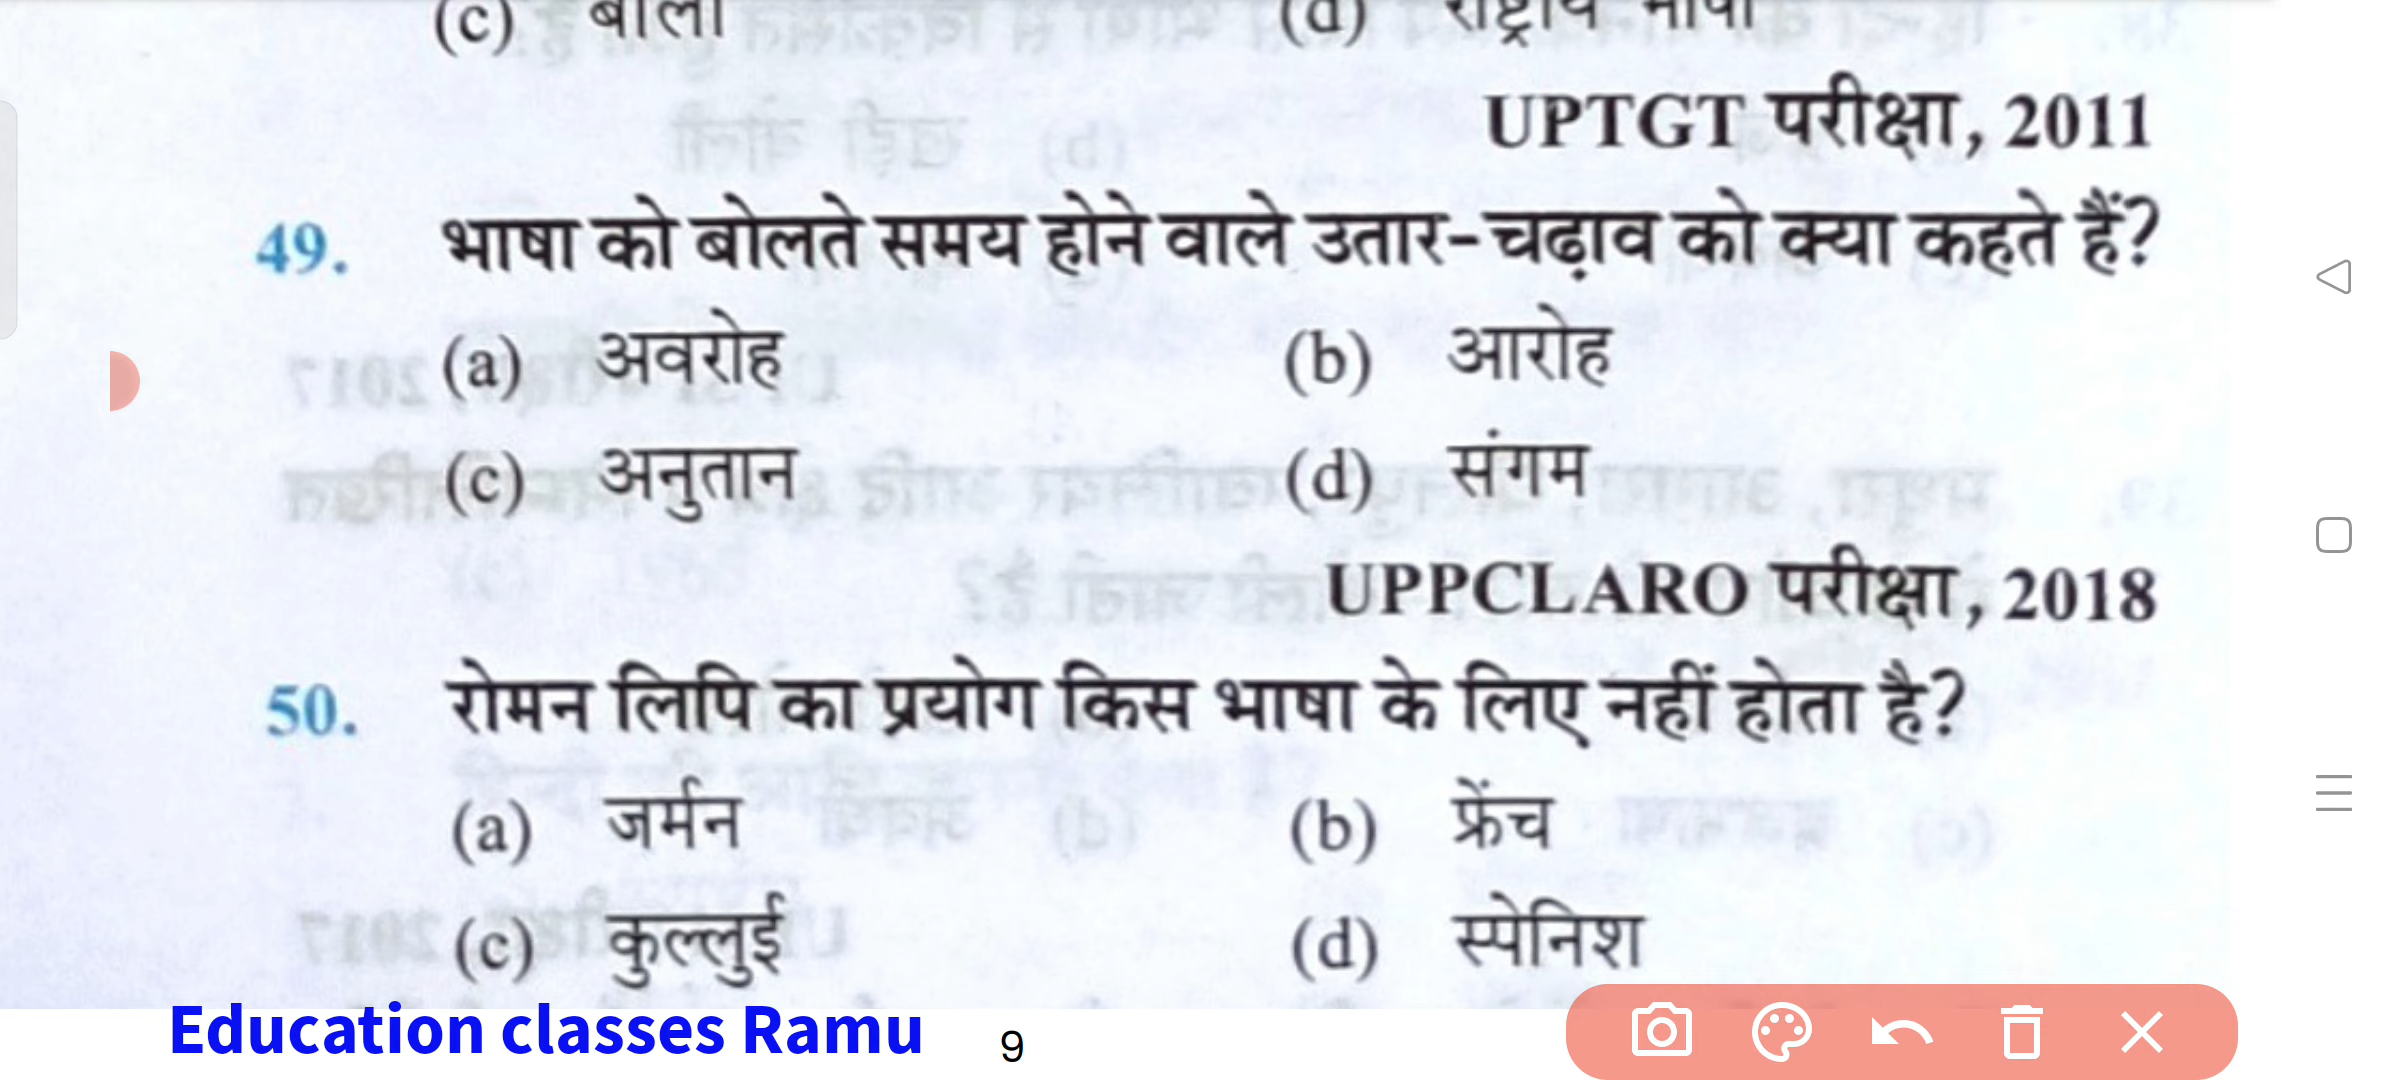 (c) बोली (d) राष्ट्रीय भाषा
UPTGT परीक्षा, 2011
49. भाषा को बोलते समय होने वाले उतार-चढ़ाव को क्या कहते हैं?
(a) अवरोह (b) आरोह
(c) अनुतान (d) संगम
UPPCLARO परीक्षा, 2018
50. रोमन लिपि का प्रयोग किस भाषा के लिए नहीं होता है?
(a) जर्मन (b) फ्रेंच
(c) कुल्लुई (d) स्पेनिश
Education classes Ramu 9